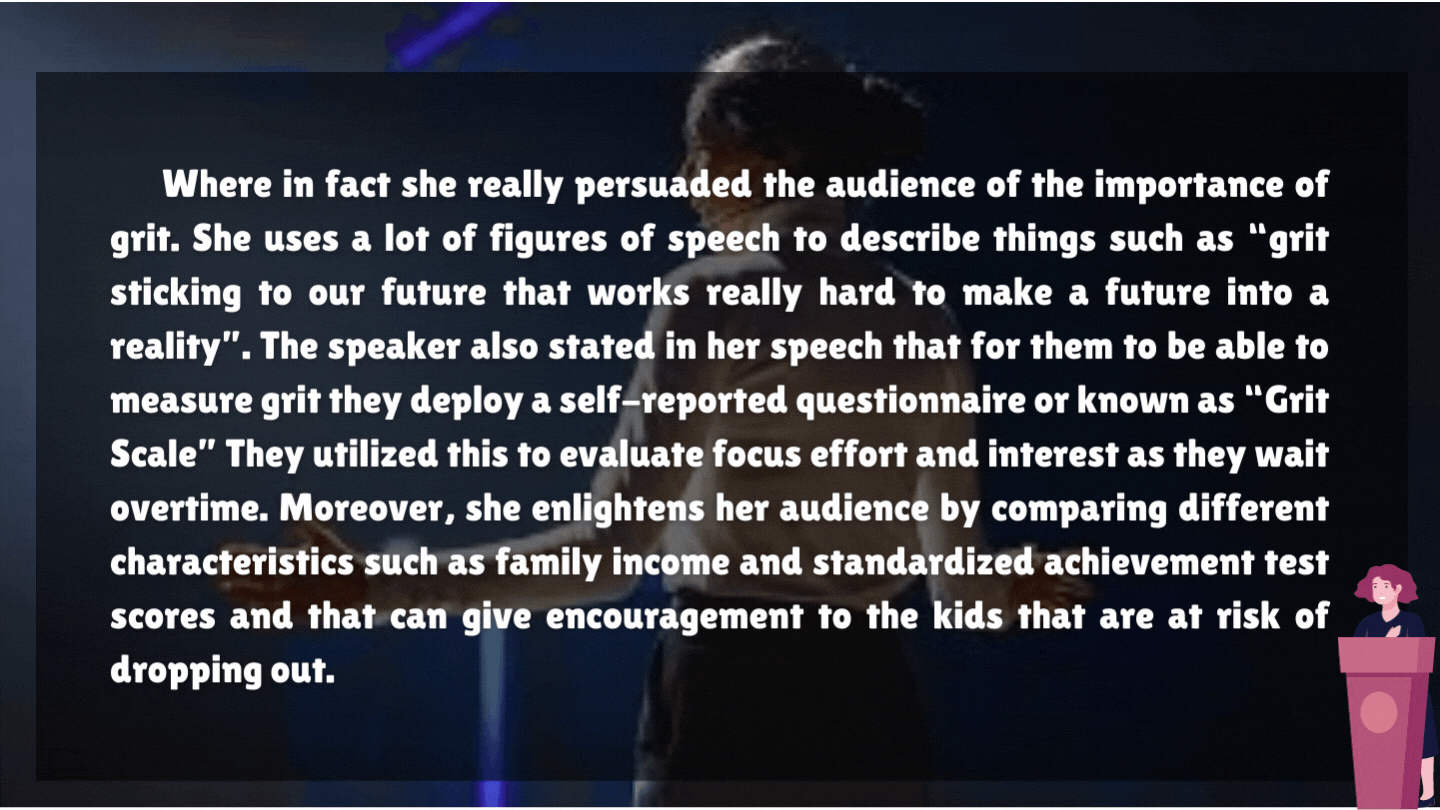 Where in fact she really persuaded the audience of the importance of
grit. She uses a lot of figures of speech to describe things such as “grit
sticking to our future that works really hard to make a future into a
reality”. The speaker also stated in her speech that for them to be able to
measure grit they deploy a self-reported questionnaire or known as “Grit
Scale” They utilized this to evaluate focus effort and interest as they wait
overtime. Moreover, she enlightens her audience by comparing different
characteristics such as family income and standardized achievement test
scores and that can give encouragement to the kids that are at risk of
dropping out.